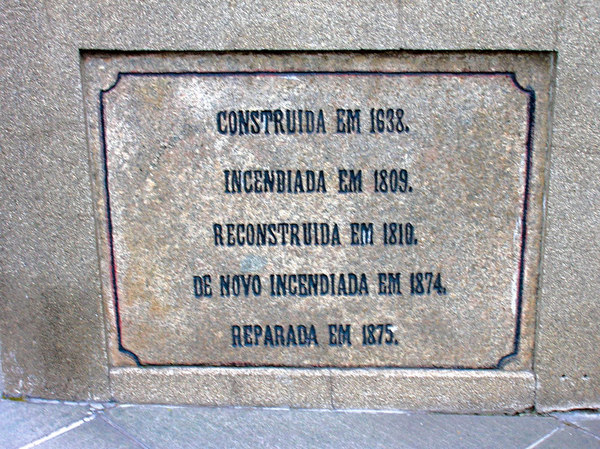 CONSTRUIDA EM 1638.
INCENDIADA EM 1809.
RECONSTRUIDA EM 1810.
DE NOVO INCENDIADA EM 1874.
REPARADA EM 1875.